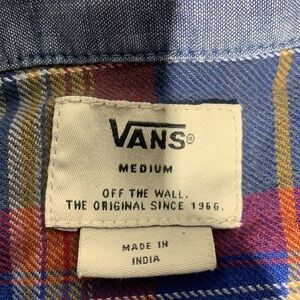 VANS®
MEDIUM
OFF THE WALL.
THE ORIGINAL SINCE 1966.
MADE IN
INDIA